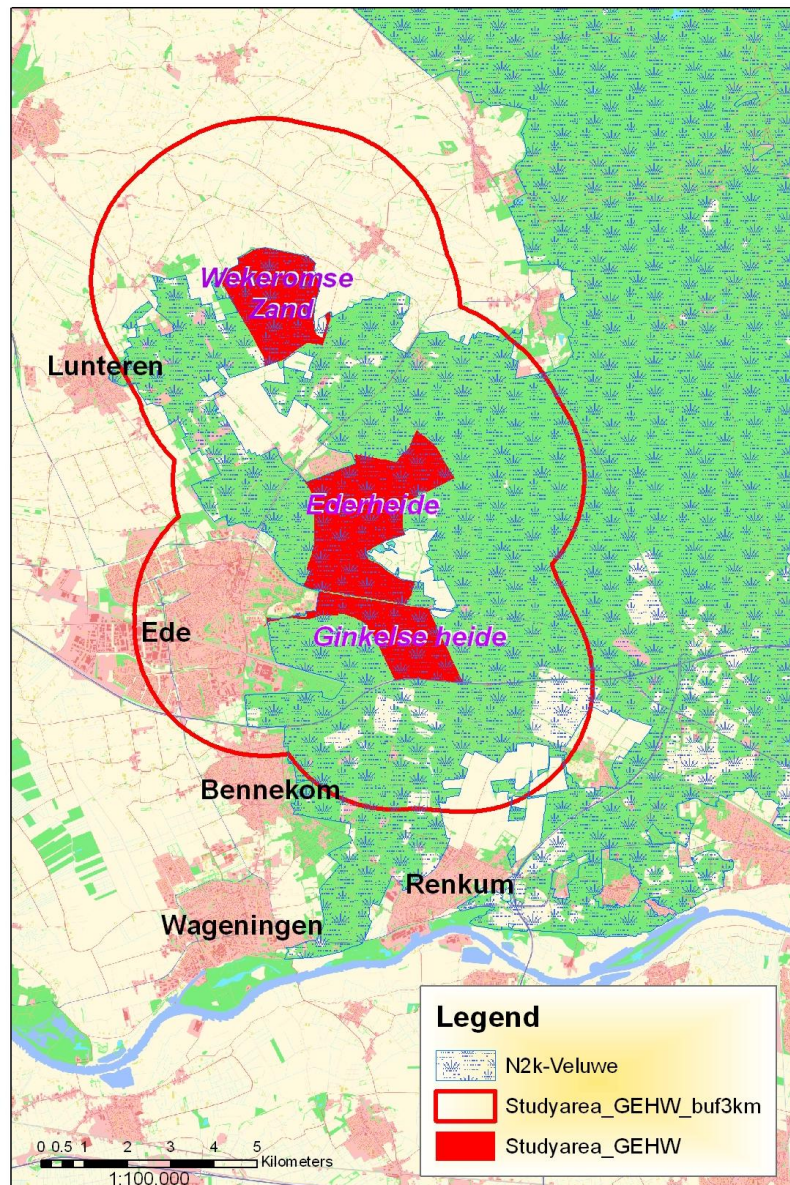 Wekeromse
Zand
Lunteren
Ederheide
Ede
Ginkelse heide
Bennekom
Renkum
Wageningen
Legend
N2k-Veluwe
Studyarea_GEHW_buf3km
Studyarea_GEHW
0 0.5 1 2 3 4 5
Kilometers
1:100.000